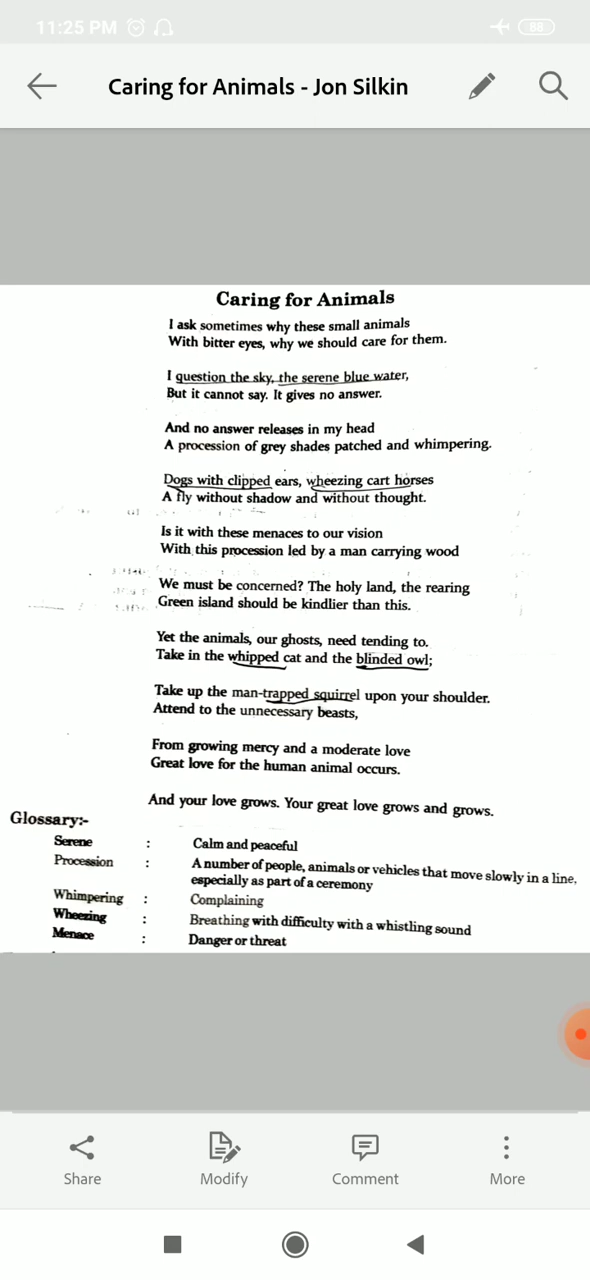 11:25 PM
88
Caring for Animals - Jon Silkin
Caring for Animals
I ask sometimes why these small animals
With bitter eyes, why we should care for them.
I question the sky, the serene blue water,
But it cannot say. It gives no answer.
And no answer releases in my head
A procession of grey shades patched and whimpering.
Dogs with clipped ears, wheezing cart horses
A fly without shadow and without thought.
Is it with these menaces to our vision
With this procession led by a man carrying wood
We must be concerned? The holy land, the rearing
Green island should be kindlier than this.
Yet the animals, our ghosts, need tending to.
Take in the whipped cat and the blinded owl;
Take up the man-trapped squirrel upon your shoulder.
Attend to the unnecessary beasts,
From growing mercy and a moderate love
Great love for the human animal occurs.
And your love grows. Your great love grows and grows.
Glossary:-
Serene : Calm and peaceful
Procession : A number of people, animals or vehicles that move slowly in a line,
especially as part of a ceremony
Whimpering : Complaining
Wheezing : Breathing with difficulty with a whistling sound
Menace : Danger or threat
Share Modify Comment More